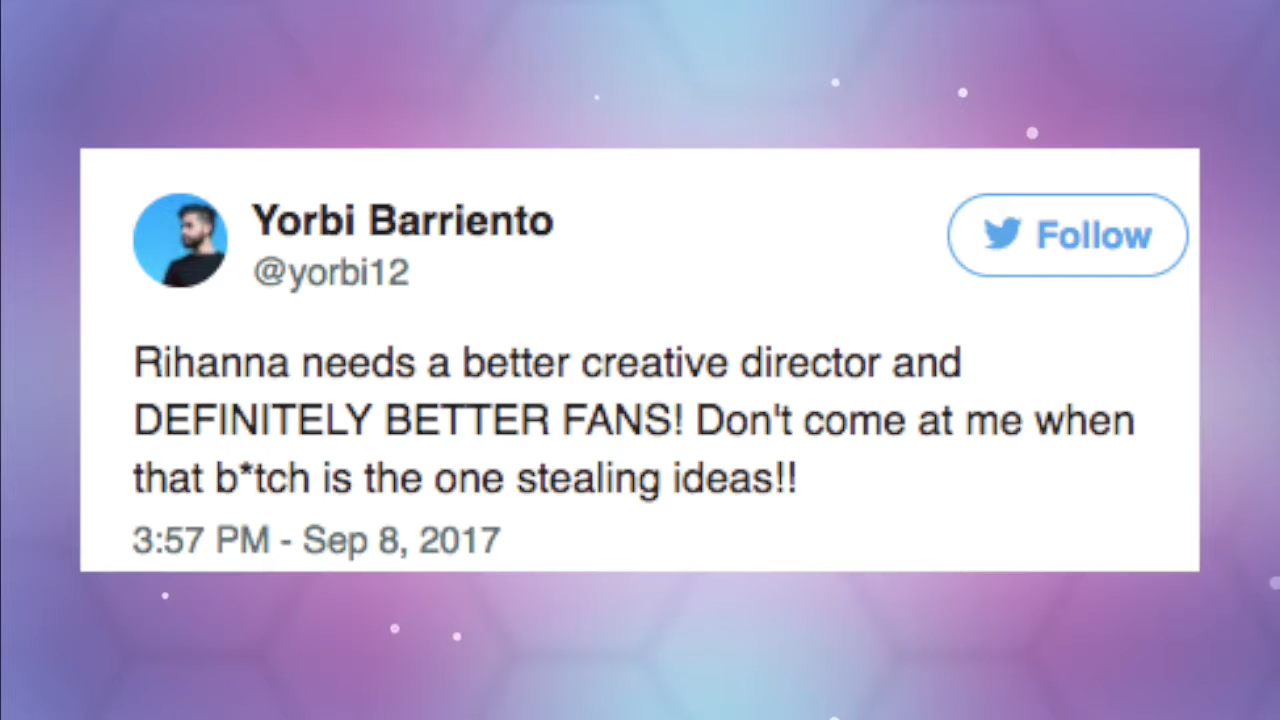 Yorbi Barriento
@yorbi12
Follow
Rihanna needs a better creative director and
DEFINITELY BETTER FANS! Don't come at me when
that b*tch is the one stealing ideas!!
3:57 PM - Sep 8, 2017